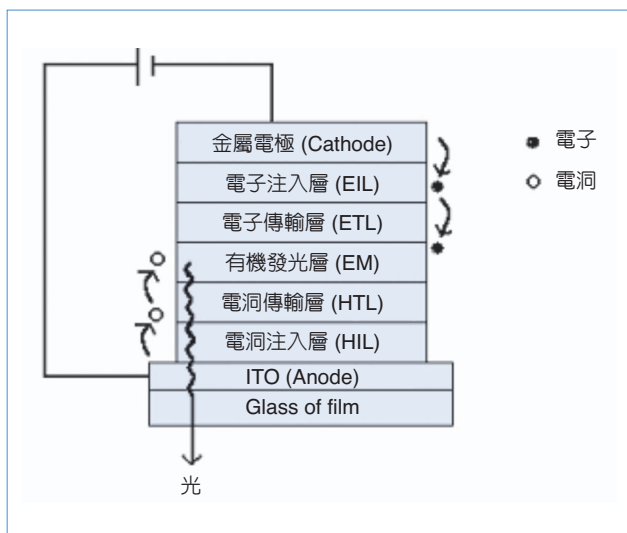 金屬電極 (Cathode)
電子注入層 (EIL)
電子傳輸層 (ETL)
有機發光層 (EM)
電洞傳輸層 (HTL)
電洞注入層 (HIL)
ITO (Anode)
Glass of film
光
電子
電洞